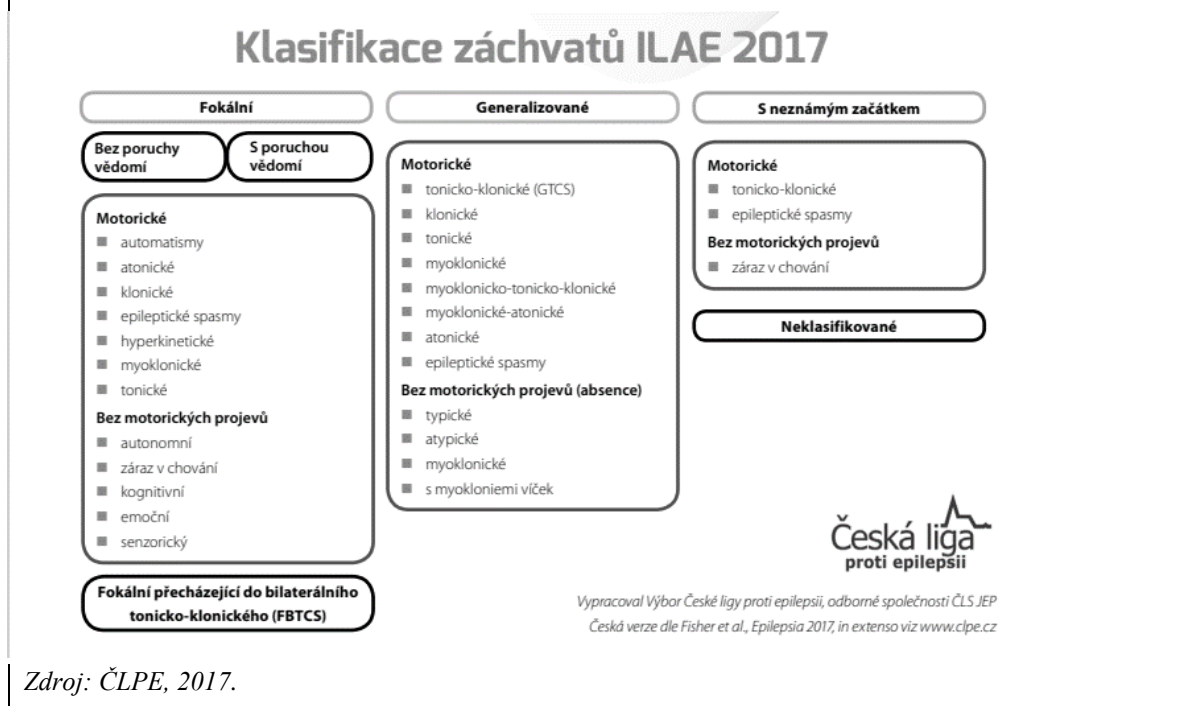 Klasifikace záchvatů ILAE 2017
Fokální
Bez poruchy
vědomí
S poruchou
vědomí
Motorické
automatismy
atonické
klonické
epileptické spasmy
hyperkinetické
myoklonické
tonické
Bez motorických projevů
autonomní
záraz v chování
kognitivní
emoční
senzorický
Fokální přecházející do bilaterálního
tonicko-klonického (FBTCS)
Generalizované
Motorické
tonicko-klonické (GTCS)
klonické
tonické
myoklonické
myoklonicko-tonicko-klonické
myoklonické-atonické
atonické
epileptické spasmy
Bez motorických projevů (absence)
typické
atypické
myoklonické
s myokloniemi víček
S neznámým začátkem
Motorické
tonicko-klonické
epileptické spasmy
Bez motorických projevů
záraz v chování
Neklasifikované
Česká liga
proti epilepsii
Vypracoval Výbor České ligy proti epilepsii, odborné společnosti ČLS JEP
Česká verze dle Fisher et al., Epilepsia 2017, in extenso viz www.clpe.cz
Zdroj: ČLPE, 2017.